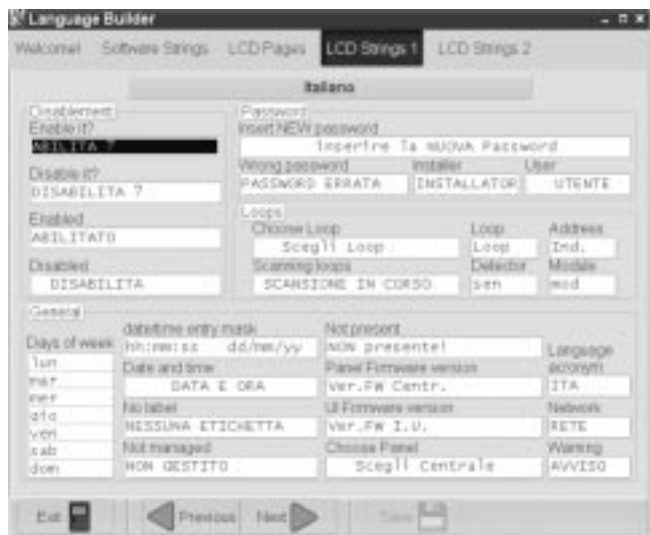 Language Builder
Welcome! Software Strings LCD Pages LCD Strings 1 LCD Strings 2
Italiano
Disablement
Enable it?
ABILITA ?
Disable it?
DISABILITA ?
Enabled
ABILITATO
Disabled
DISABILITA
Password
Insert NEW password
Inserire la NUOVA Password
Wrong password Installer User
PASSWORD ERRATA INSTALLATOR UTENTE
Loops
Choose Loop Loop Address
Scegli Loop Loop Ind.
Scanning loops Detector Module
SCANSIONE IN CORSO sen mod
General
Days of week
lun
mar
mer
gio
ven
sab
dom
date/time entry mask
hh:mm:ss dd/mm/yy
Date and time
DATA E ORA
No label
NESSUNA ETICHETTA
Not managed
NON GESTITO
Not present
NON presente!
Panel Firmware version
Ver.FW Centr.
UI Firmware version
Ver.FW I.U.
Choose Panel
Scegli Centrale
Language acronym
ITA
Network
RETE
Warning
AVVISO
Exit Previous Next Save